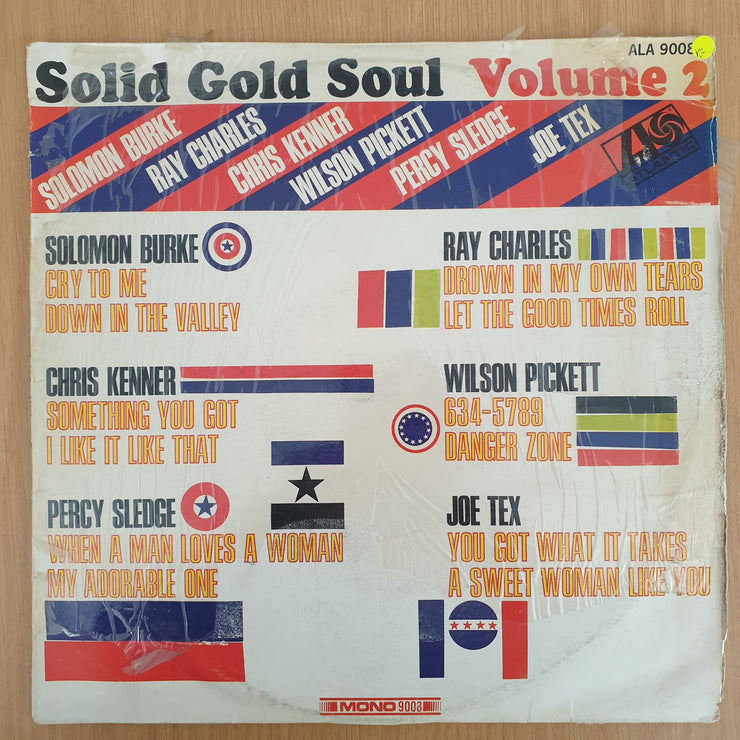 ALA 9008
VG-
Solid Gold Soul Volume 2
SOLOMON BURKE
RAY CHARLES
CHRIS KENNER
WILSON PICKETT
PERCY SLEDGE
JOE TEX
ATLANTIC
SOLOMON BURKE
CRY TO ME
DOWN IN THE VALLEY
RAY CHARLES
DROWN IN MY OWN TEARS
LET THE GOOD TIMES ROLL
CHRIS KENNER
SOMETHING YOU GOT
I LIKE IT LIKE THAT
WILSON PICKETT
634-5789
DANGER ZONE
PERCY SLEDGE
WHEN A MAN LOVES A WOMAN
MY ADORABLE ONE
JOE TEX
YOU GOT WHAT IT TAKES
A SWEET WOMAN LIKE YOU
MONO 9008